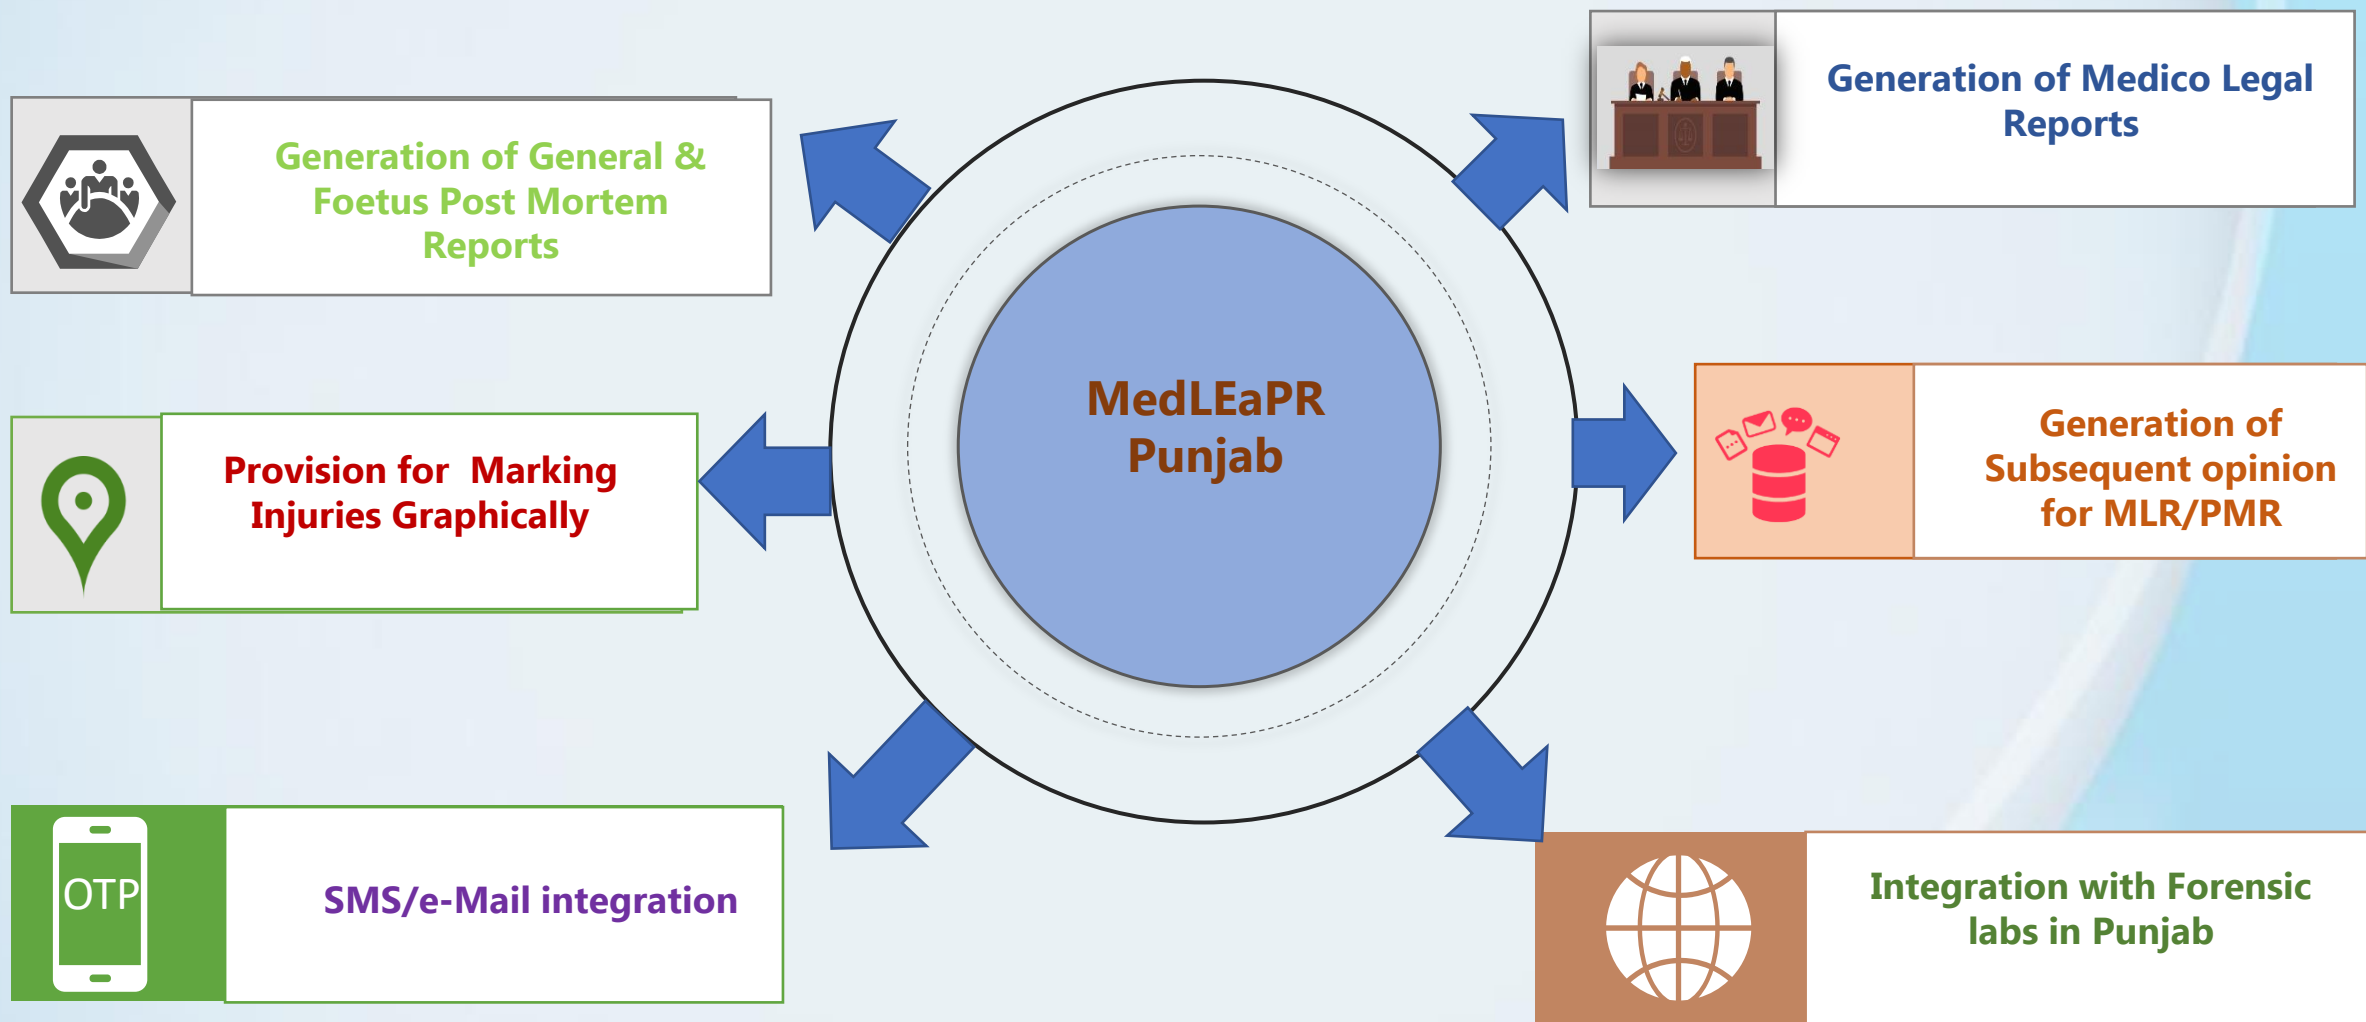 Generation of General &
Foetus Post Mortem
Reports
Provision for  Marking
Injuries Graphically
OTP
SMS/e-Mail integration
MedLEaPR
Punjab
Generation of Medico Legal
Reports
Generation of
Subsequent opinion
for MLR/PMR
Integration with Forensic
labs in Punjab